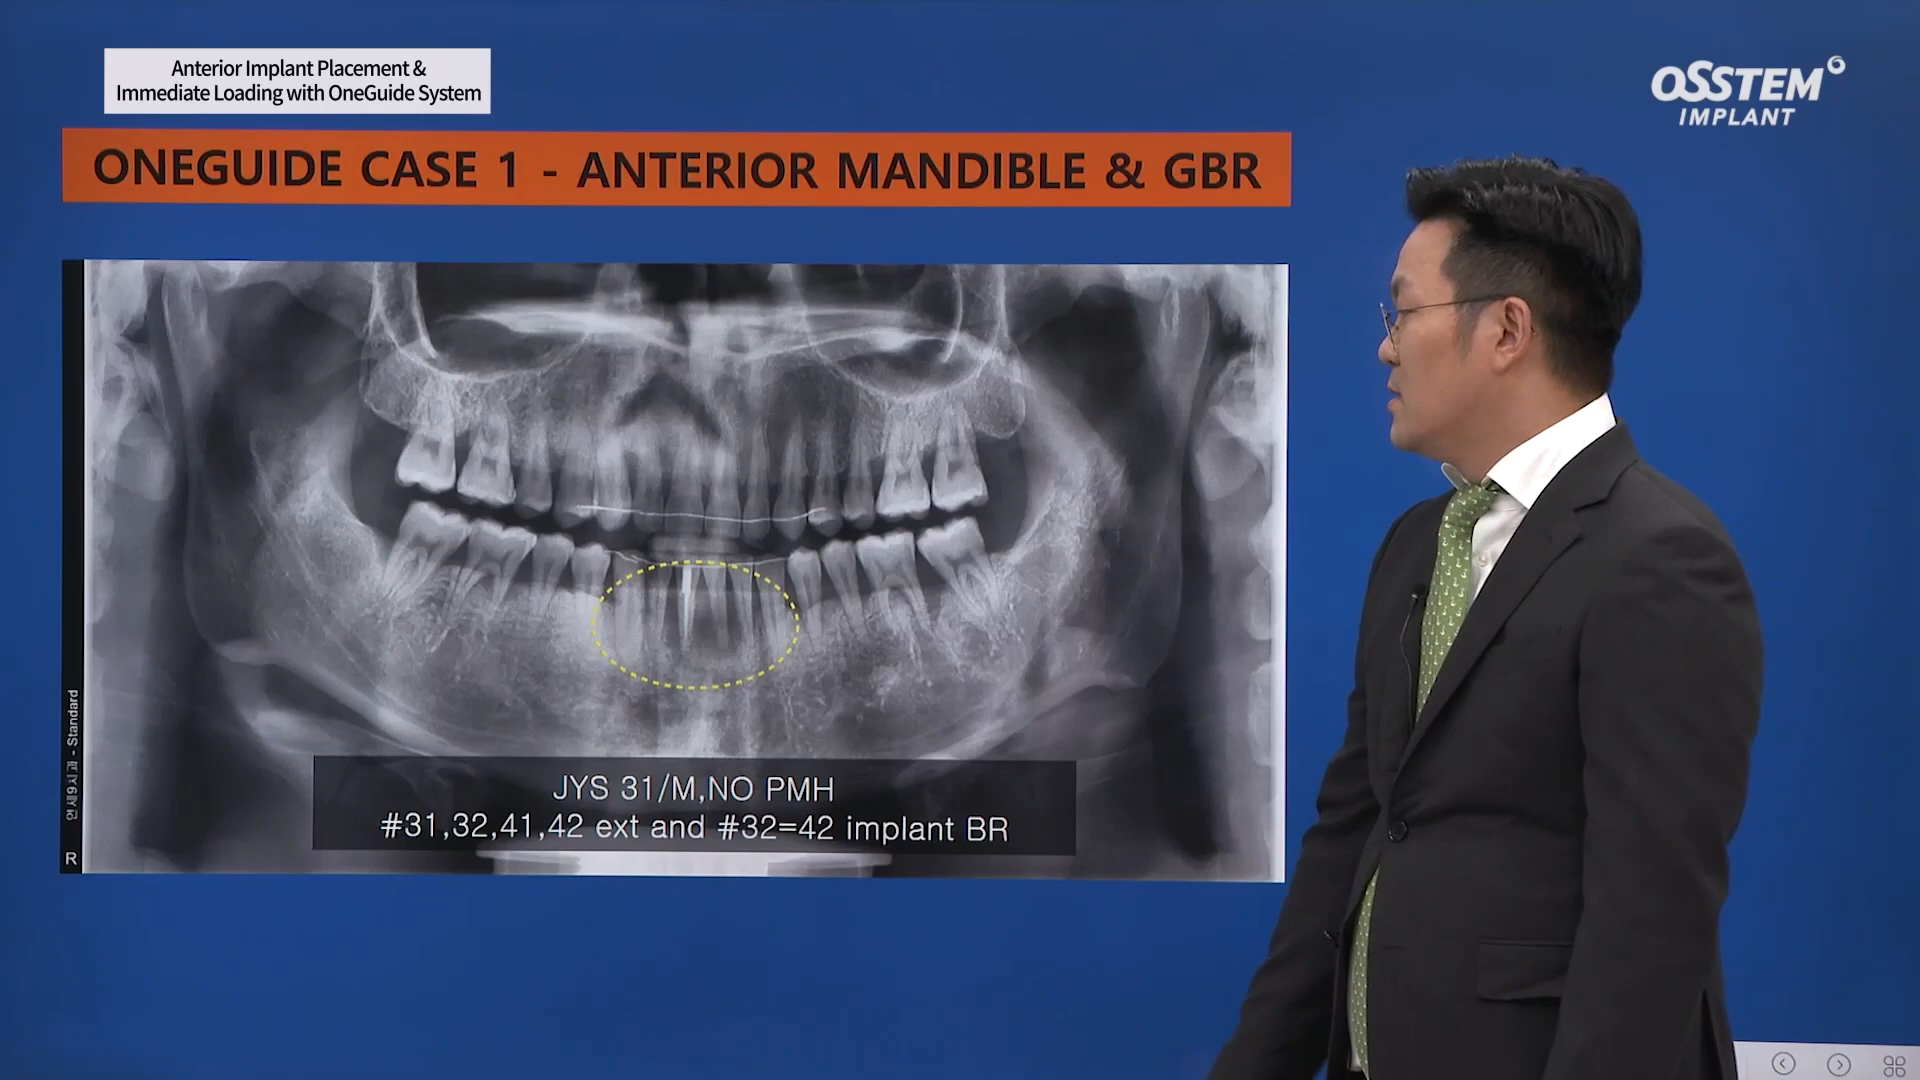 Anterior Implant Placement &
Immediate Loading with OneGuide System
OSSTEM
IMPLANT
ONEGUIDE CASE 1 - ANTERIOR MANDIBLE & GBR
- Standard
R
JYS 31/M,NO PMH
#31,32,41,42 ext and #32=42 implant BR